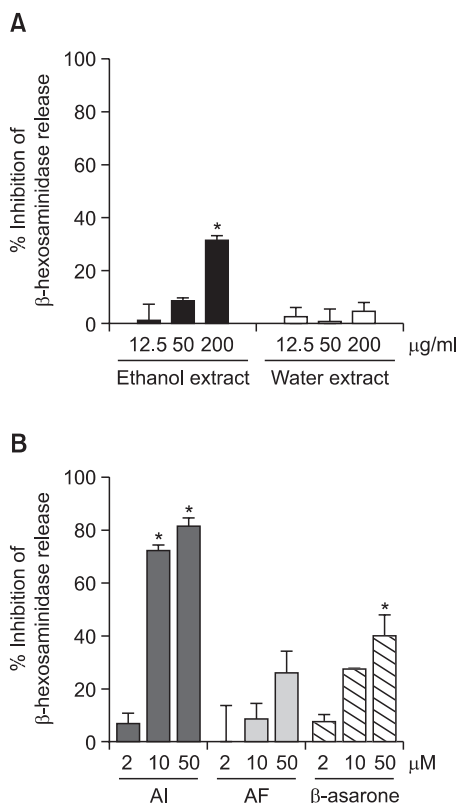 A
% Inhibition of
β-hexosaminidase release
100
80
60
40
20
0
*
12.5 50 200 12.5 50 200 μg/ml
Ethanol extract Water extract
B
% Inhibition of
β-hexosaminidase release
100
80
60
40
20
0
* * *
2 10 50 2 10 50 2 10 50 μM
AI AF β-asarone